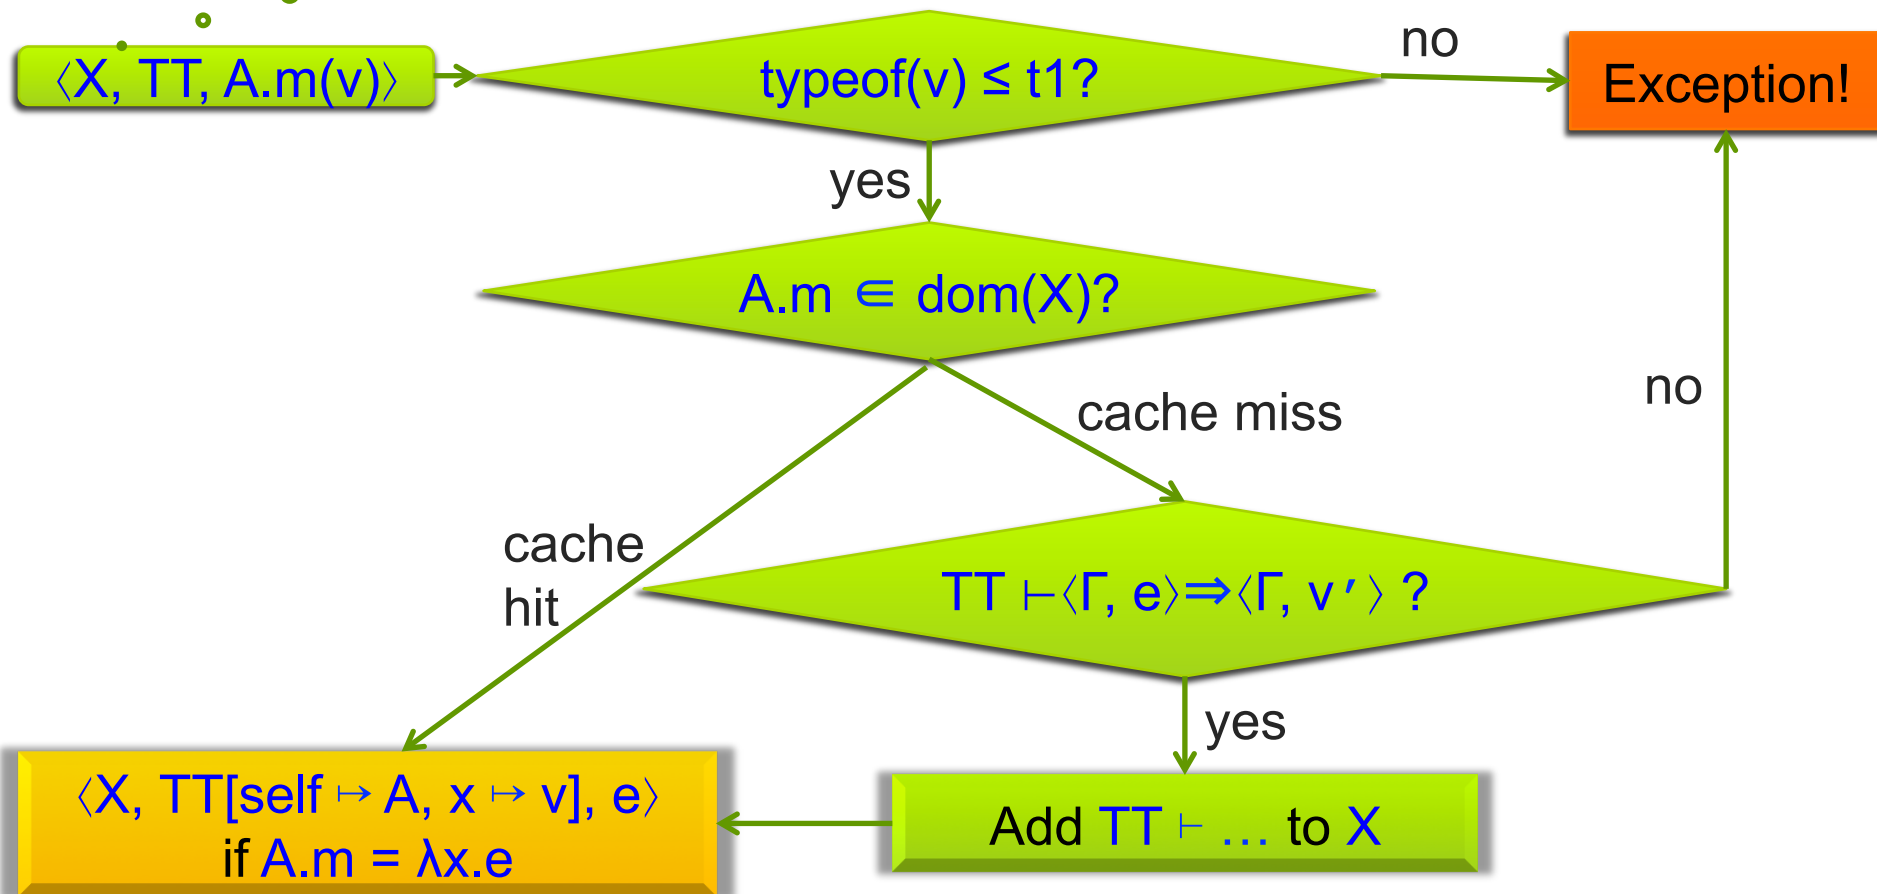 ⟨X, TT, A.m(v)⟩
typeof(v) ≤ t1?
no
Exception!
yes
A.m ∈ dom(X)?
cache miss
no
cache
hit
TT ⊢⟨Γ, e⟩⇒⟨Γ, v′⟩ ?
yes
⟨X, TT[self ↦ A, x ↦ v], e⟩
if A.m = λx.e
Add TT ⊢ … to X